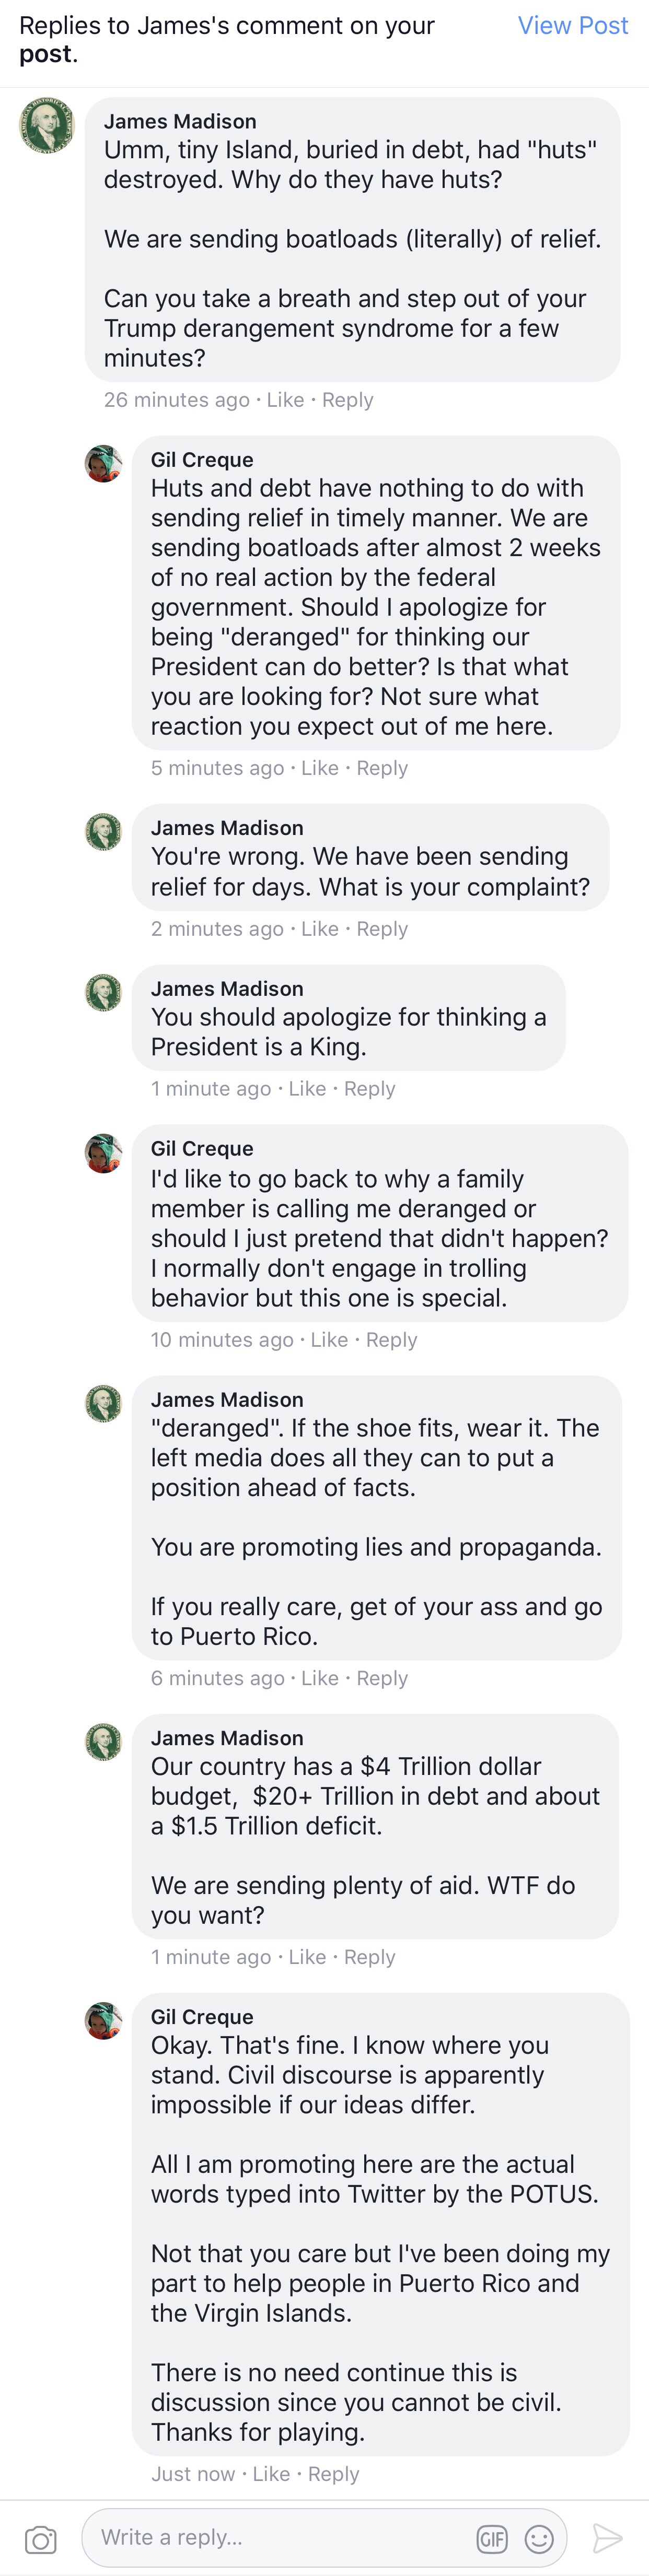 Replies to James's comment on your
post.
View Post
James Madison
Umm, tiny Island, buried in debt, had "huts"
destroyed. Why do they have huts?
We are sending boatloads (literally) of relief.
Can you take a breath and step out of your
Trump derangement syndrome for a few
minutes?
26 minutes ago · Like · Reply
Gil Creque
Huts and debt have nothing to do with
sending relief in timely manner. We are
sending boatloads after almost 2 weeks
of no real action by the federal
government. Should I apologize for
being "deranged" for thinking our
President can do better? Is that what
you are looking for? Not sure what
reaction you expect out of me here.
5 minutes ago · Like · Reply
James Madison
You're wrong. We have been sending
relief for days. What is your complaint?
2 minutes ago · Like · Reply
James Madison
You should apologize for thinking a
President is a King.
1 minute ago · Like · Reply
Gil Creque
I'd like to go back to why a family
member is calling me deranged or
should I just pretend that didn't happen?
I normally don't engage in trolling
behavior but this one is special.
10 minutes ago · Like · Reply
James Madison
"deranged". If the shoe fits, wear it. The
left media does all they can to put a
position ahead of facts.
You are promoting lies and propaganda.
If you really care, get of your ass and go
to Puerto Rico.
6 minutes ago · Like · Reply
James Madison
Our country has a $4 Trillion dollar
budget,  $20+ Trillion in debt and about
a $1.5 Trillion deficit.
We are sending plenty of aid. WTF do
you want?
1 minute ago · Like · Reply
Gil Creque
Okay. That's fine. I know where you
stand. Civil discourse is apparently
impossible if our ideas differ.
All I am promoting here are the actual
words typed into Twitter by the POTUS.
Not that you care but I've been doing my
part to help people in Puerto Rico and
the Virgin Islands.
There is no need continue this is
discussion since you cannot be civil.
Thanks for playing.
Just now · Like · Reply
Write a reply...
GIF